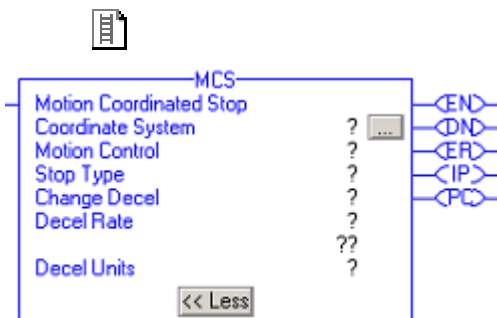 MCS
Motion Coordinated Stop
EN
Coordinate System ? ...
DN
Motion Control ?
ER
Stop Type ?
IP
Change Decel ?
PC
Decel Rate ?
??
Decel Units ?
<< Less